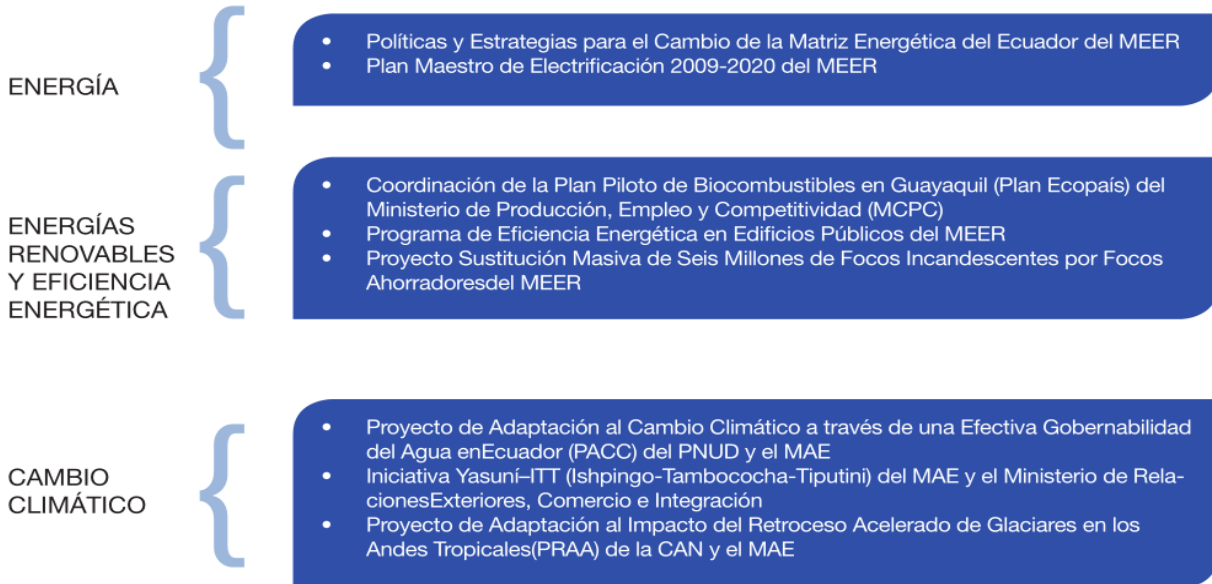 ENERGÍA
• Políticas y Estrategias para el Cambio de la Matriz Energética del Ecuador del MEER
• Plan Maestro de Electrificación 2009-2020 del MEER
ENERGÍAS
RENOVABLES
Y EFICIENCIA
ENERGÉTICA
• Coordinación de la Plan Piloto de Biocombustibles en Guayaquil (Plan Ecopaís) del
Ministerio de Producción, Empleo y Competitividad (MCPC)
• Programa de Eficiencia Energética en Edificios Públicos del MEER
• Proyecto Sustitución Masiva de Seis Millones de Focos Incandescentes por Focos
Ahorradoresdel MEER
CAMBIO
CLIMÁTICO
• Proyecto de Adaptación al Cambio Climático a través de una Efectiva Gobernabilidad
del Agua enEcuador (PACC) del PNUD y el MAE
• Iniciativa Yasuní–ITT (Ishpingo-Tambococha-Tiputini) del MAE y el Ministerio de Rela-
cionesExteriores, Comercio e Integración
• Proyecto de Adaptación al Impacto del Retroceso Acelerado de Glaciares en los
Andes Tropicales(PRAA) de la CAN y el MAE